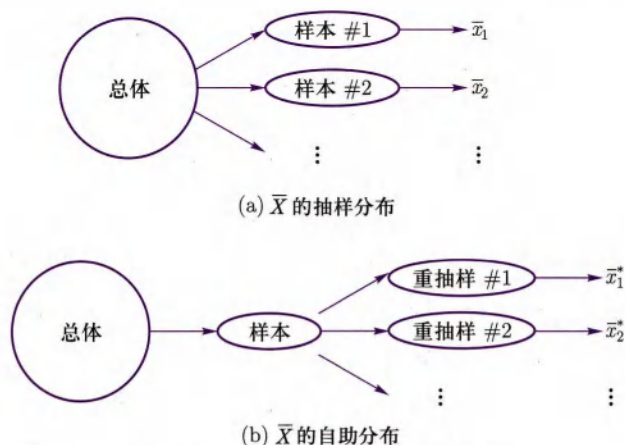 样本 #1
x̄₁
总体
样本 #2
x̄₂
⋮ ⋮
(a) X̄ 的抽样分布
重抽样 #1
x̄₁*
总体
样本
重抽样 #2
x̄₂*
⋮ ⋮
(b) X̄ 的自助分布